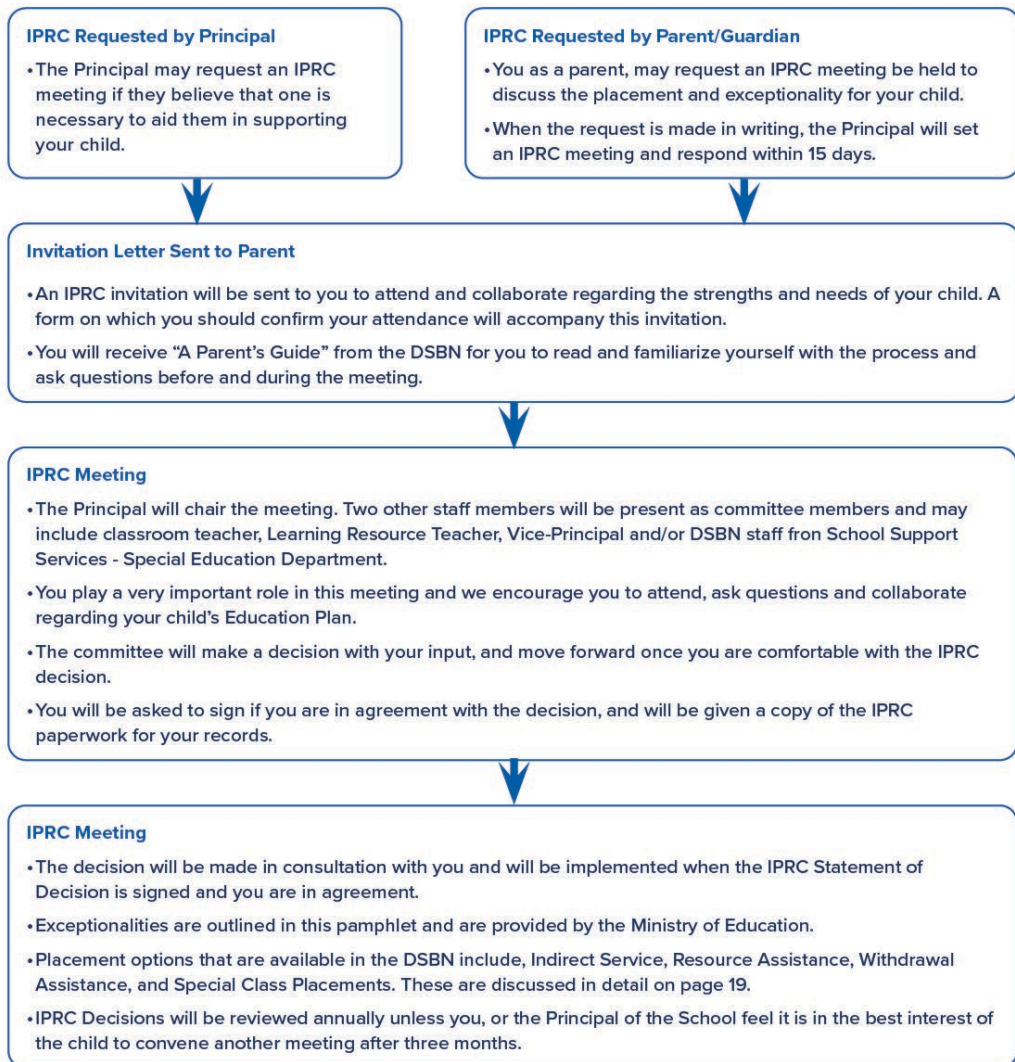 IPRC Requested by Principal
•The Principal may request an IPRC
meeting if they believe that one is
necessary to aid them in supporting
your child.
IPRC Requested by Parent/Guardian
•You as a parent, may request an IPRC meeting be held to
discuss the placement and exceptionality for your child.
•When the request is made in writing, the Principal will set
an IPRC meeting and respond within 15 days.
Invitation Letter Sent to Parent
•An IPRC invitation will be sent to you to attend and collaborate regarding the strengths and needs of your child. A
form on which you should confirm your attendance will accompany this invitation.
•You will receive “A Parent’s Guide” from the DSBN for you to read and familiarize yourself with the process and
ask questions before and during the meeting.
IPRC Meeting
•The Principal will chair the meeting. Two other staff members will be present as committee members and may
include classroom teacher, Learning Resource Teacher, Vice-Principal and/or DSBN staff fron School Support
Services - Special Education Department.
•You play a very important role in this meeting and we encourage you to attend, ask questions and collaborate
regarding your child’s Education Plan.
•The committee will make a decision with your input, and move forward once you are comfortable with the IPRC
decision.
•You will be asked to sign if you are in agreement with the decision, and will be given a copy of the IPRC
paperwork for your records.
IPRC Meeting
•The decision will be made in consultation with you and will be implemented when the IPRC Statement of
Decision is signed and you are in agreement.
•Exceptionalities are outlined in this pamphlet and are provided by the Ministry of Education.
•Placement options that are available in the DSBN include, Indirect Service, Resource Assistance, Withdrawal
Assistance, and Special Class Placements. These are discussed in detail on page 19.
•IPRC Decisions will be reviewed annually unless you, or the Principal of the School feel it is in the best interest of
the child to convene another meeting after three months.